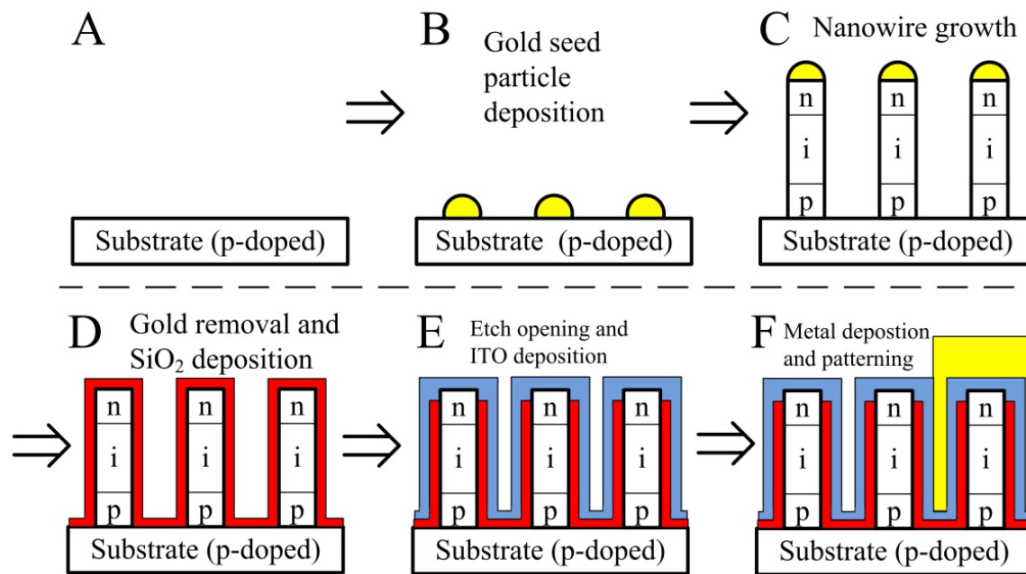 A
Substrate (p-doped)
B
Gold seed
particle
deposition
Substrate (p-doped)
C
Nanowire growth
n n n
i i i
p p p
Substrate (p-doped)
D
Gold removal and
SiO₂ deposition
n n n
i i i
p p p
Substrate (p-doped)
E
Etch opening and
ITO deposition
n n n
i i i
p p p
Substrate (p-doped)
F
Metal depostion
and patterning
n n n
i i i
p p p
Substrate (p-doped)